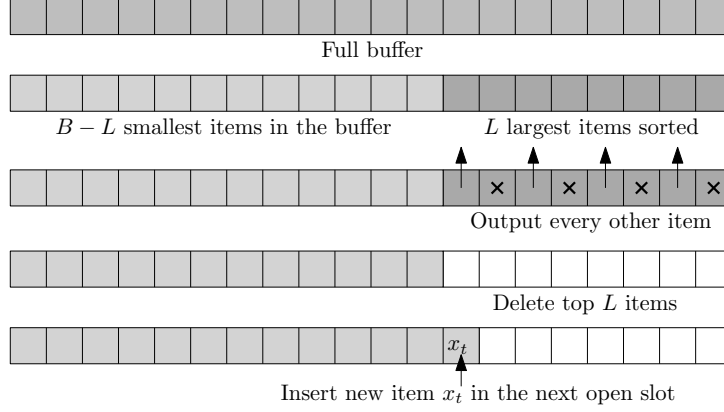 Full buffer
B − L smallest items in the buffer
L largest items sorted
Output every other item
Delete top L items
x_t
Insert new item x_t in the next open slot